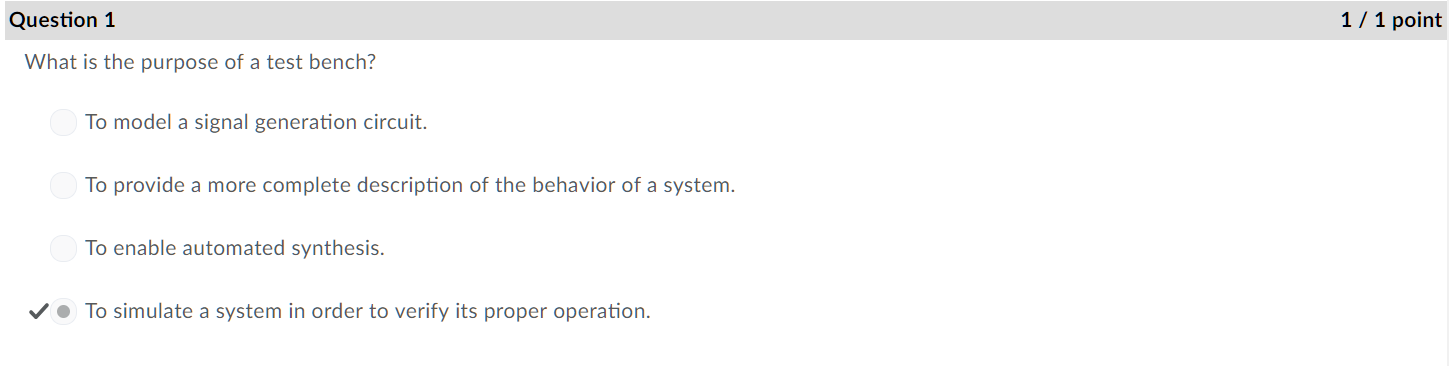 Question 1 1 / 1 point
What is the purpose of a test bench?
To model a signal generation circuit.
To provide a more complete description of the behavior of a system.
To enable automated synthesis.
To simulate a system in order to verify its proper operation.